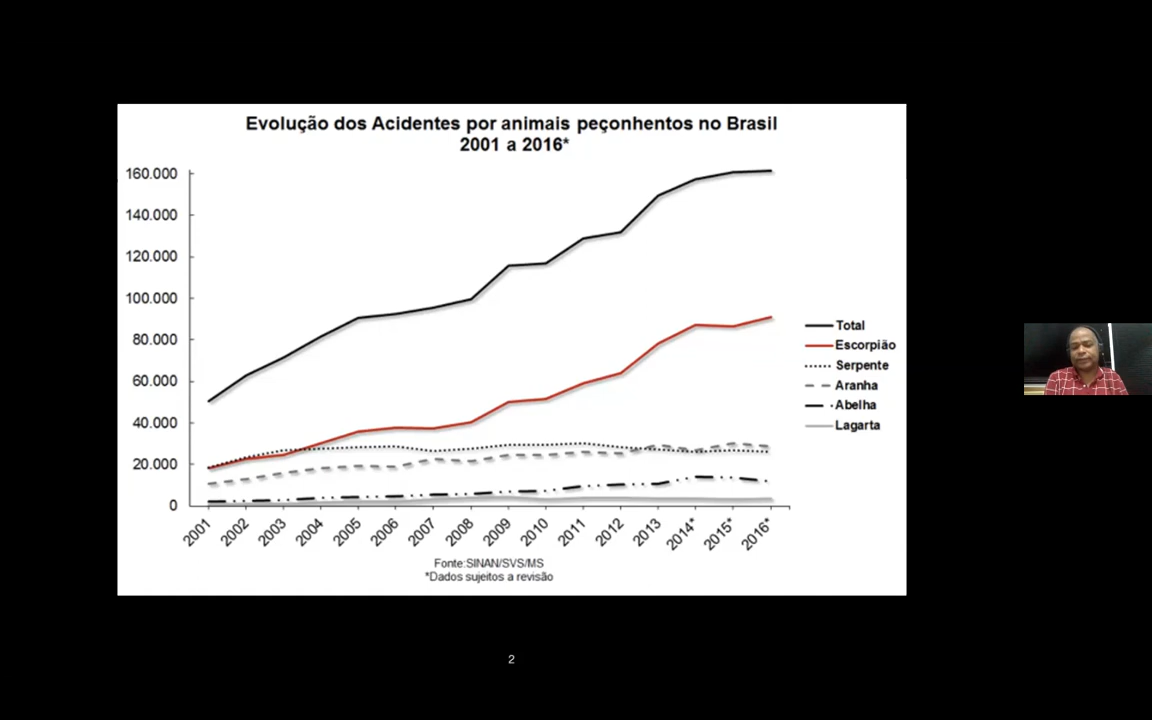 Evolução dos Acidentes por animais peçonhentos no Brasil
2001 a 2016*
160.000
140.000
120.000
100.000
80.000
60.000
40.000
20.000
0
Total
Escorpião
Serpente
Aranha
Abelha
Lagarta
2001 2002 2003 2004 2005 2006 2007 2008 2009 2010 2011 2012 2013 2014* 2015* 2016*
Fonte:SINAN/SVS/MS
*Dados sujeitos a revisão
2